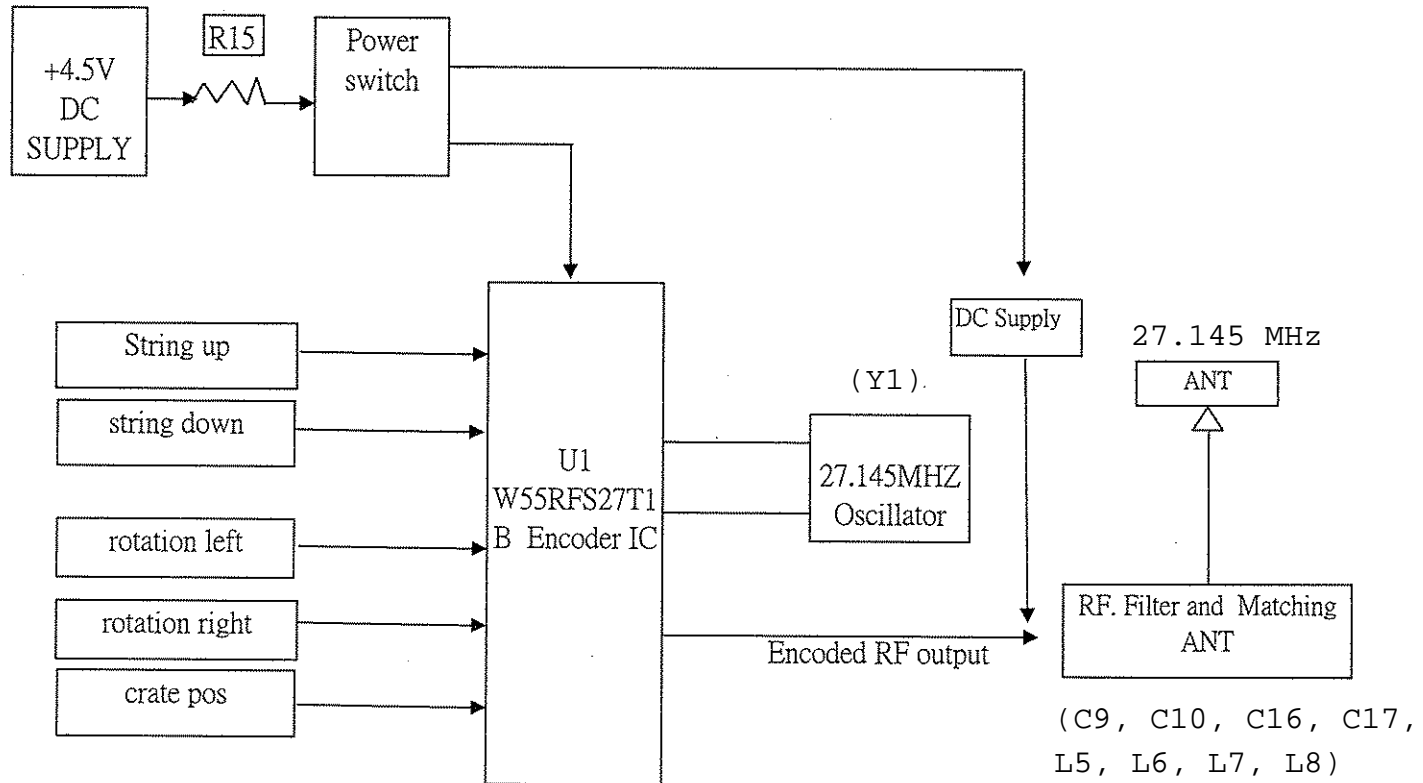 +4.5V
DC
SUPPLY
R15
Power
switch
String up
string down
rotation left
rotation right
crate pos
U1
W55RFS27T1
B Encoder IC
(Y1).
27.145MHZ
Oscillator
Encoded RF output
DC Supply
27.145 MHz
ANT
RF. Filter and Matching
ANT
(C9, C10, C16, C17,
L5, L6, L7, L8)